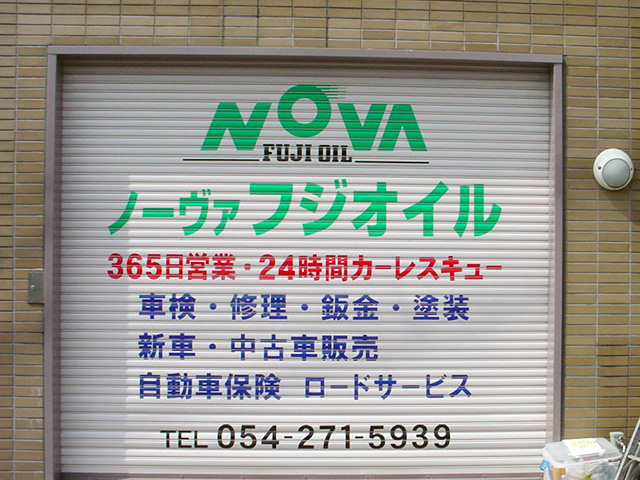 NOVA
FUJI OIL
ノーヴァフジオイル
365日営業・24時間カーレスキュー
車検・修理・鈑金・塗装
新車・中古車販売
自動車保険 ロードサービス
TEL 054-271-5939